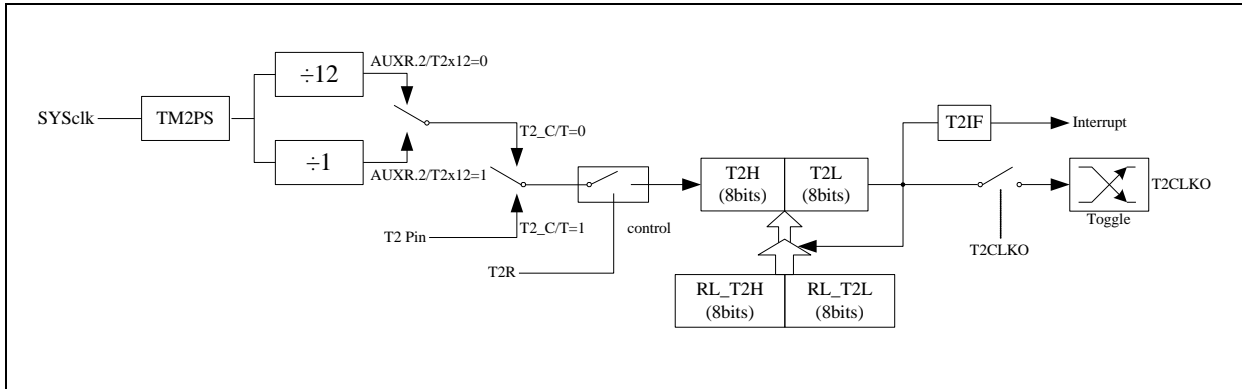 SYSclk
TM2PS
÷12
÷1
AUXR.2/T2x12=0
AUXR.2/T2x12=1
T2_C/T=0
T2_C/T=1
T2 Pin
T2R
control
T2H
(8bits)
T2L
(8bits)
RL_T2H
(8bits)
RL_T2L
(8bits)
T2IF
Interrupt
T2CLKO
Toggle
T2CLKO